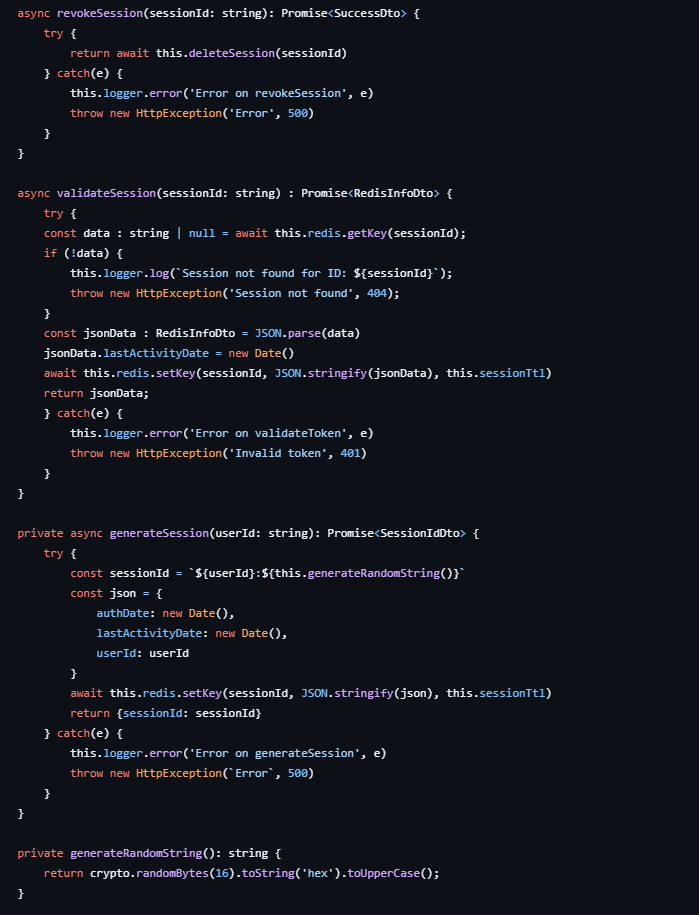 async revokeSession(sessionId: string): Promise<SuccessDto> {
    try {
        return await this.deleteSession(sessionId)
    } catch(e) {
        this.logger.error('Error on revokeSession', e)
        throw new HttpException('Error', 500)
    }
}

async validateSession(sessionId: string) : Promise<RedisInfoDto> {
    try {
    const data : string | null = await this.redis.getKey(sessionId);
    if (!data) {
        this.logger.log(`Session not found for ID: ${sessionId}`);
        throw new HttpException('Session not found', 404);
    }
    const jsonData : RedisInfoDto = JSON.parse(data)
    jsonData.lastActivityDate = new Date()
    await this.redis.setKey(sessionId, JSON.stringify(jsonData), this.sessionTtl)
    return jsonData;
    } catch(e) {
        this.logger.error('Error on validateToken', e)
        throw new HttpException('Invalid token', 401)
    }
}

private async generateSession(userId: string): Promise<SessionIdDto> {
    try {
        const sessionId = `${userId}:${this.generateRandomString()}`
        const json = {
            authDate: new Date(),
            lastActivityDate: new Date(),
            userId: userId
        }
        await this.redis.setKey(sessionId, JSON.stringify(json), this.sessionTtl)
        return {sessionId: sessionId}
    } catch(e) {
        this.logger.error('Error on generateSession', e)
        throw new HttpException(`Error`, 500)
    }
}

private generateRandomString(): string {
    return crypto.randomBytes(16).toString('hex').toUpperCase();
}